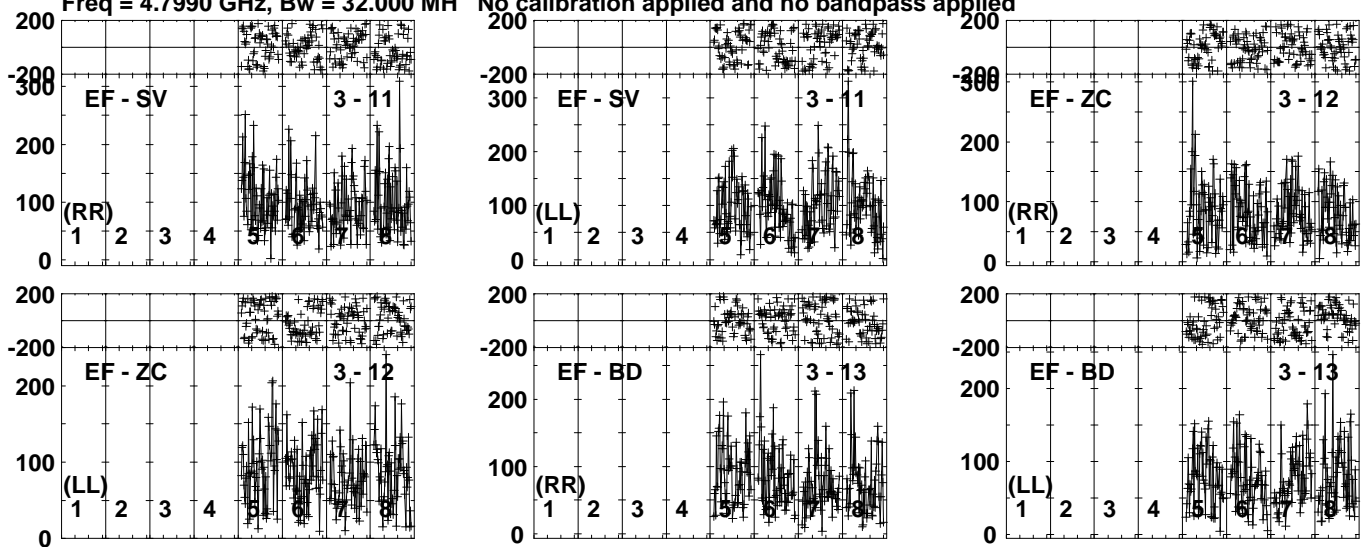 Freq = 4.7990 GHz, Bw = 32.000 MH No calibration applied and no bandpass applied
200
-200
300
200
100
0
EF - SV 3 - 11
(RR)
1 2 3 4 5 6 7 8
200
-200
300
200
100
0
EF - SV 3 - 11
(LL)
1 2 3 4 5 6 7 8
200
-200
300
200
100
0
EF - ZC 3 - 12
(RR)
1 2 3 4 5 6 7 8
200
-200
200
100
0
EF - ZC 3 - 12
(LL)
1 2 3 4 5 6 7 8
200
-200
200
100
0
EF - BD 3 - 13
(RR)
1 2 3 4 5 6 7 8
200
-200
200
100
0
EF - BD 3 - 13
(LL)
1 2 3 4 5 6 7 8